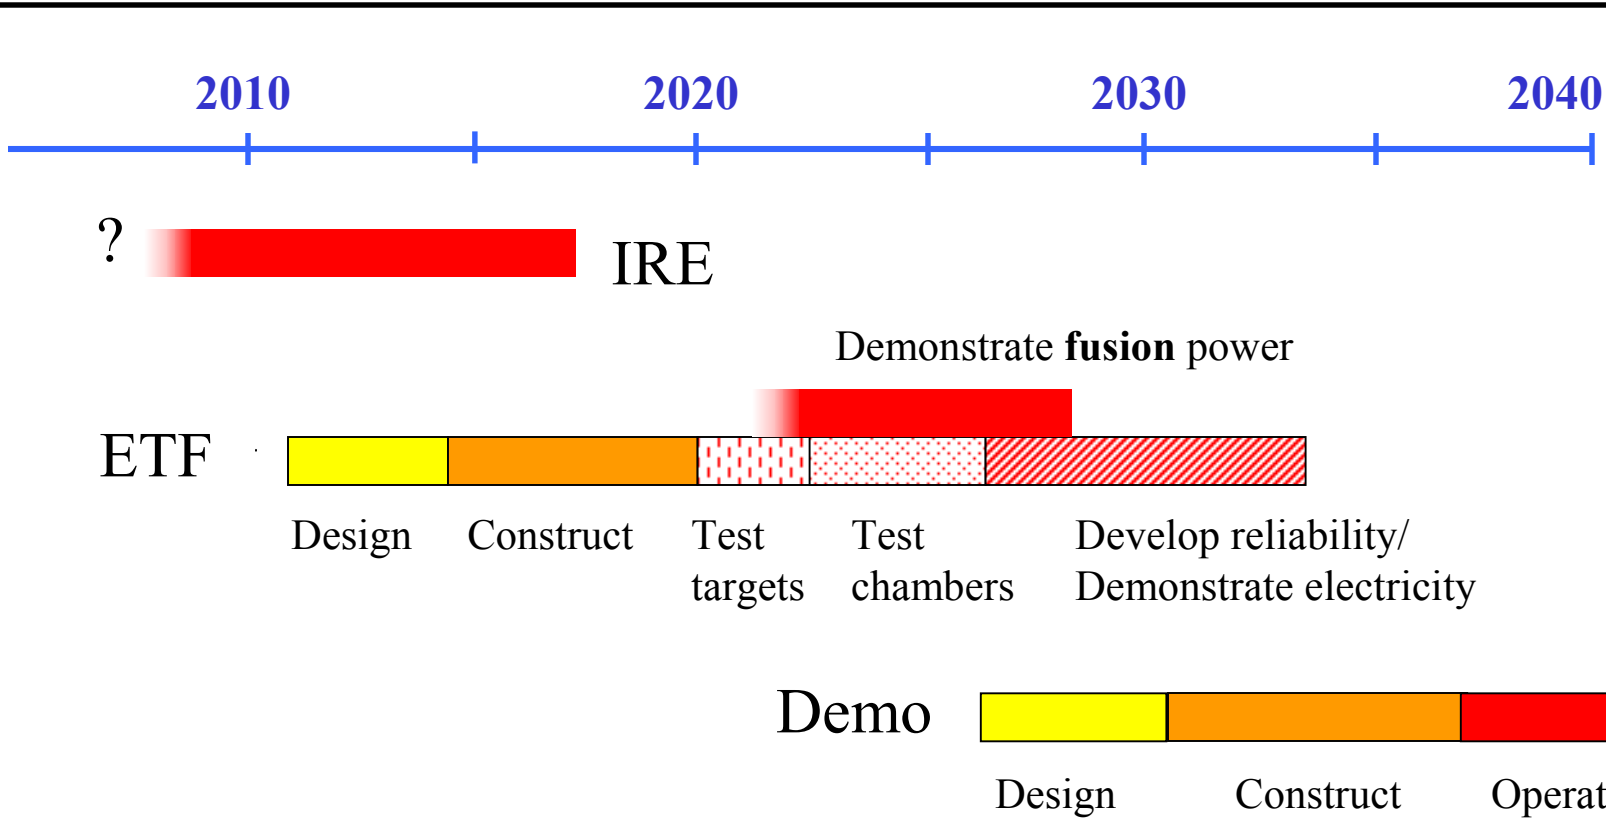 2010 2020 2030 2040
?
IRE
Demonstrate fusion power
ETF
Design Construct Test Test Develop reliability/
targets chambers Demonstrate electricity
Demo
Design Construct Operat